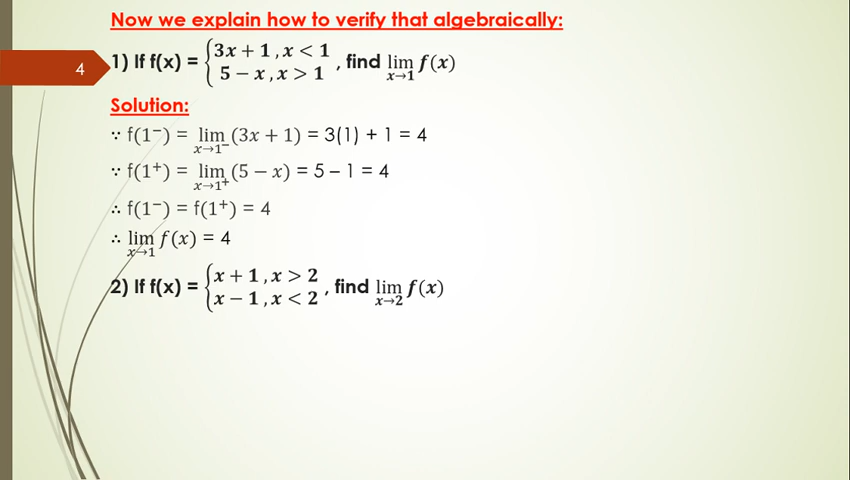 Now we explain how to verify that algebraically:
4
1) If f(x) = {3x + 1 , x < 1
5 − x , x > 1 , find lim x→1 f(x)
Solution:
∵ f(1⁻) = lim x→1⁻ (3x + 1) = 3(1) + 1 = 4
∵ f(1⁺) = lim x→1⁺ (5 − x) = 5 – 1 = 4
∴ f(1⁻) = f(1⁺) = 4
∴ lim x→1 f(x) = 4
2) If f(x) = {x + 1 , x > 2
x − 1 , x < 2 , find lim x→2 f(x)